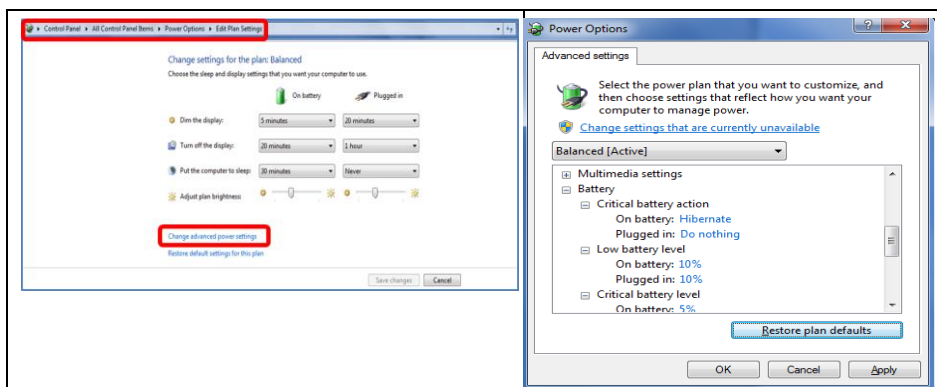 Control Panel ▸ All Control Panel Items ▸ Power Options ▸ Edit Plan Settings
Change settings for the plan: Balanced
Choose the sleep and display settings that you want your computer to use.
On battery Plugged in
Dim the display: 5 minutes 20 minutes
Turn off the display: 20 minutes 1 hour
Put the computer to sleep: 30 minutes Never
Adjust plan brightness:
Change advanced power settings
Restore default settings for this plan
Save changes Cancel
Power Options
Advanced settings
Select the power plan that you want to customize, and
then choose settings that reflect how you want your
computer to manage power.
Change settings that are currently unavailable
Balanced [Active]
Multimedia settings
Battery
Critical battery action
On battery: Hibernate
Plugged in: Do nothing
Low battery level
On battery: 10%
Plugged in: 10%
Critical battery level
On battery: 5%
Restore plan defaults
OK Cancel Apply